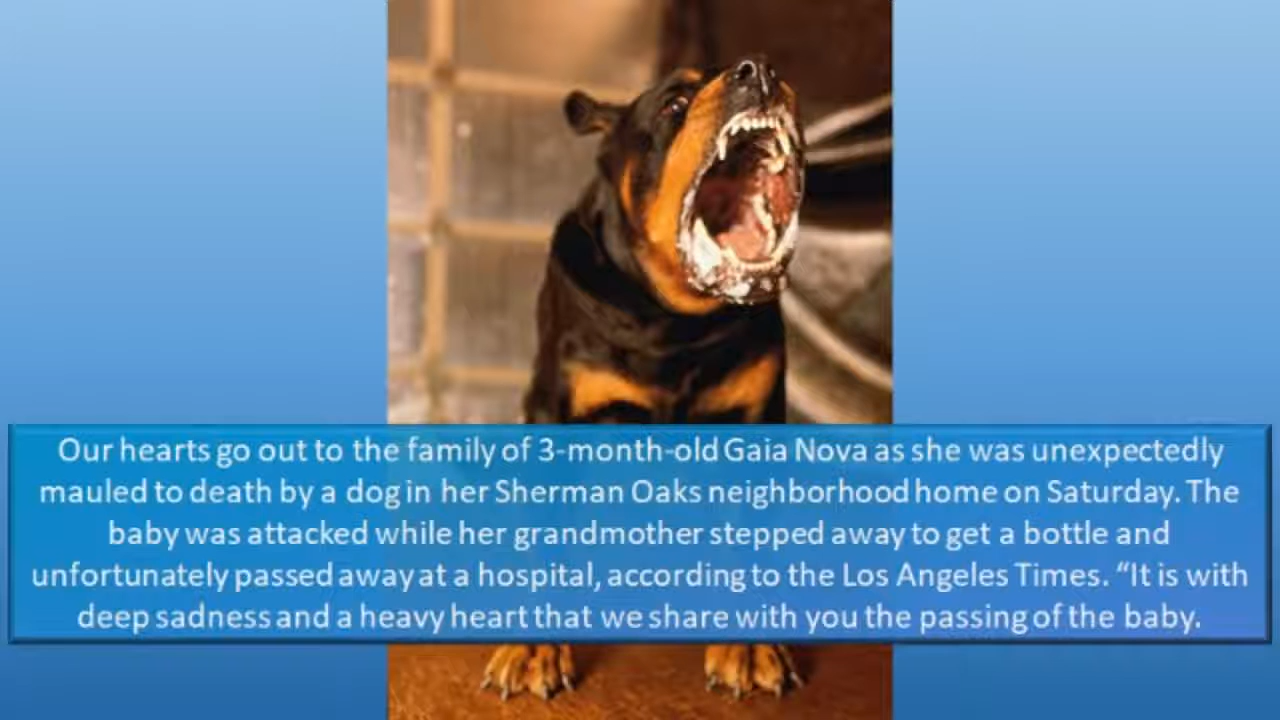 Our hearts go out to the family of 3-month-old Gaia Nova as she was unexpectedly
mauled to death by a dog in her Sherman Oaks neighborhood home on Saturday. The
baby was attacked while her grandmother stepped away to get a bottle and
unfortunately passed away at a hospital, according to the Los Angeles Times. “It is with
deep sadness and a heavy heart that we share with you the passing of the baby.